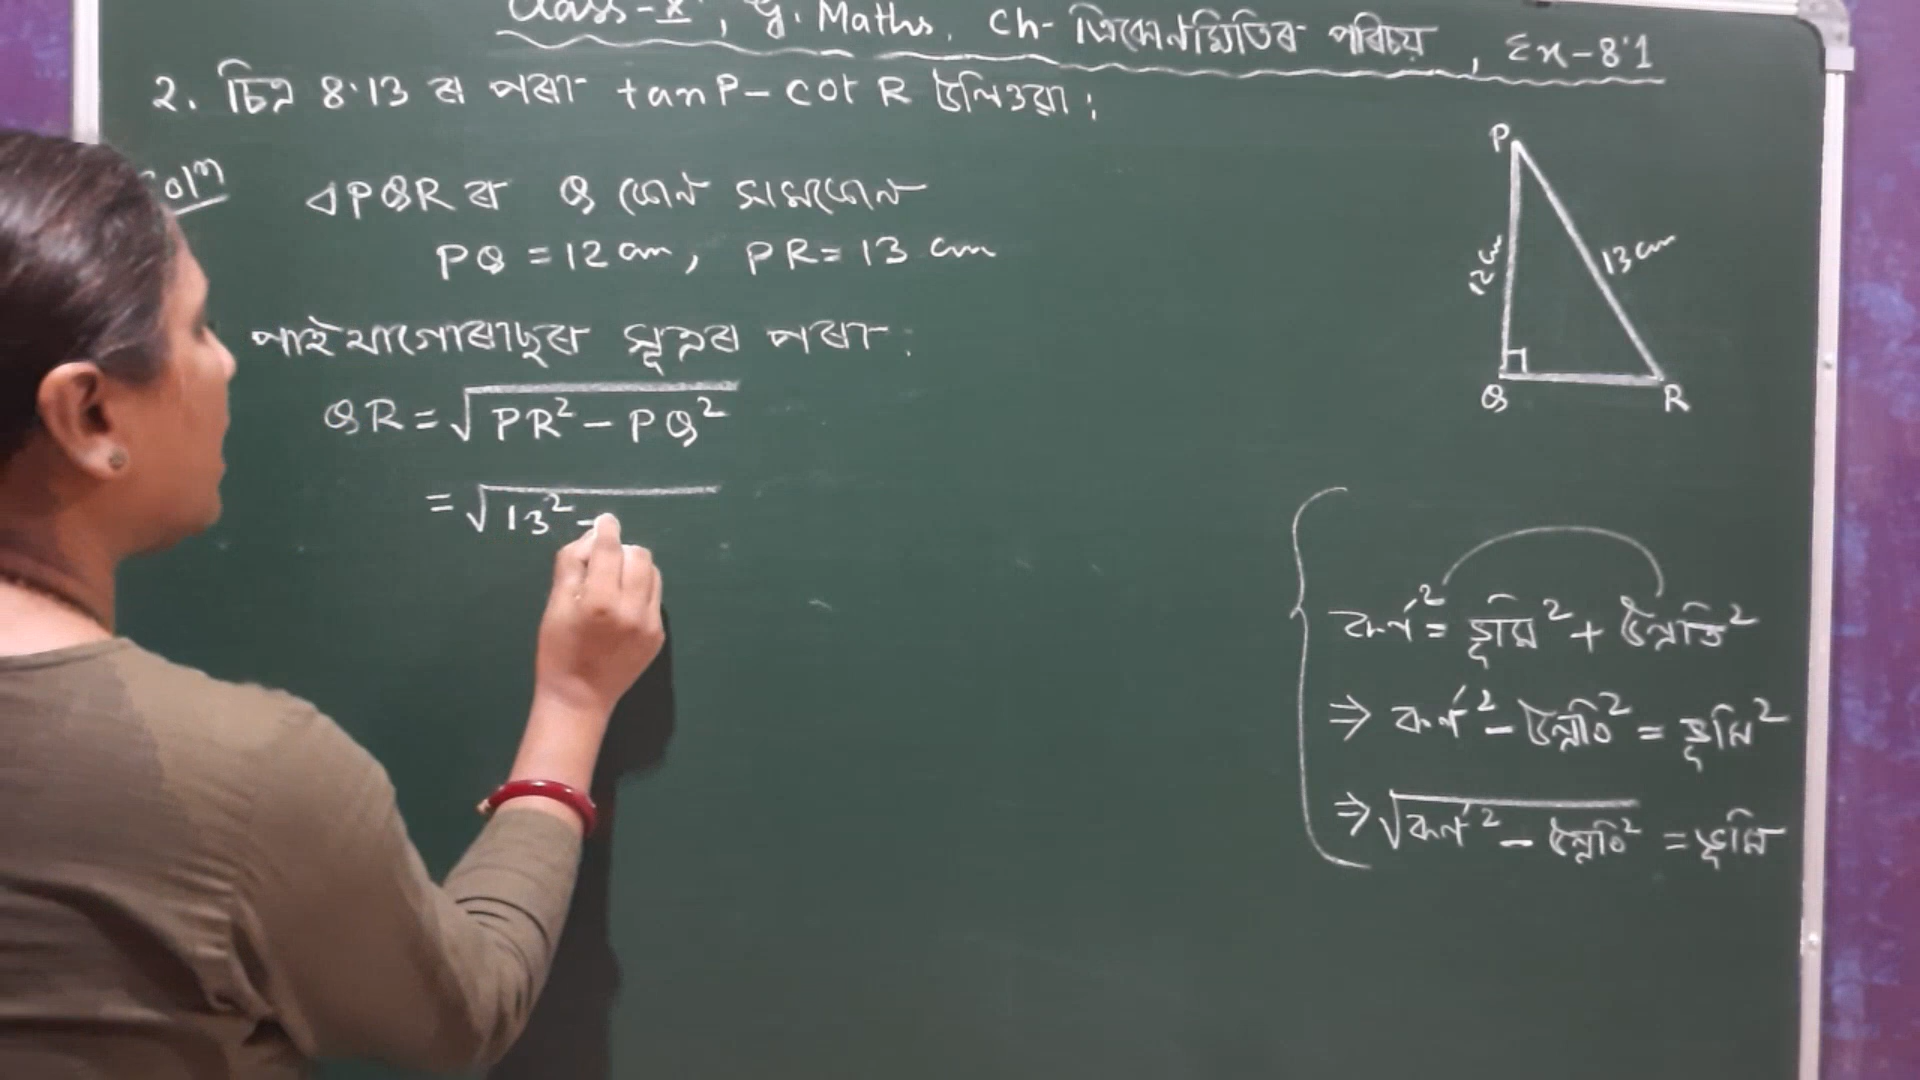 Class-X, G. Maths, Ch- ত্ৰিকোণমিতিৰ পৰিচয়, Ex-8.1
2. চিত্ৰ 8.13 ৰ পৰা tan P - cot R উলিওৱা:
Solⁿ ΔPQR ৰ Q কোণ সমকোণ
PQ = 12 cm, PR = 13 cm
পাইথাগোৰাছৰ সূত্ৰৰ পৰা:
QR = √PR² - PQ²
= √13² -
P
12 cm
13 cm
Q
R
কৰ্ণ² = ভূমি² + উন্নতি²
⇒ কৰ্ণ² - উন্নতি² = ভূমি²
⇒ √কৰ্ণ² - উন্নতি² = ভূমি